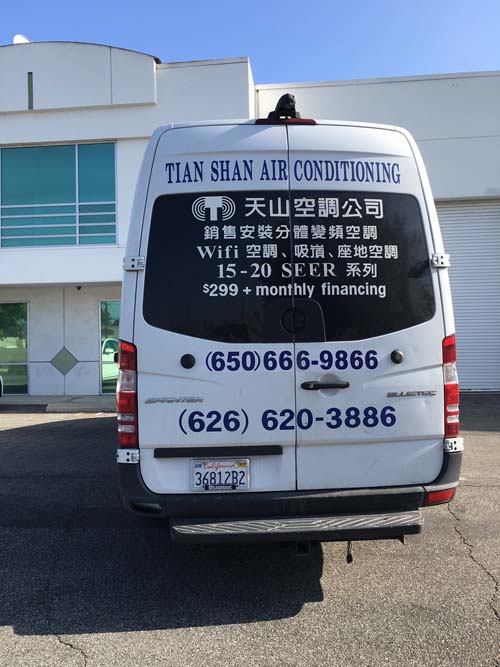 TIAN SHAN AIR CONDITIONING
天山空調公司
銷售安裝分體變頻空調
Wifi 空調、吸嶺、座地空調
15-20 SEER 系列
$299 + monthly financing
(650)666-9866
SPRINTER BLUETEC
(626) 620-3886
California
36812B2